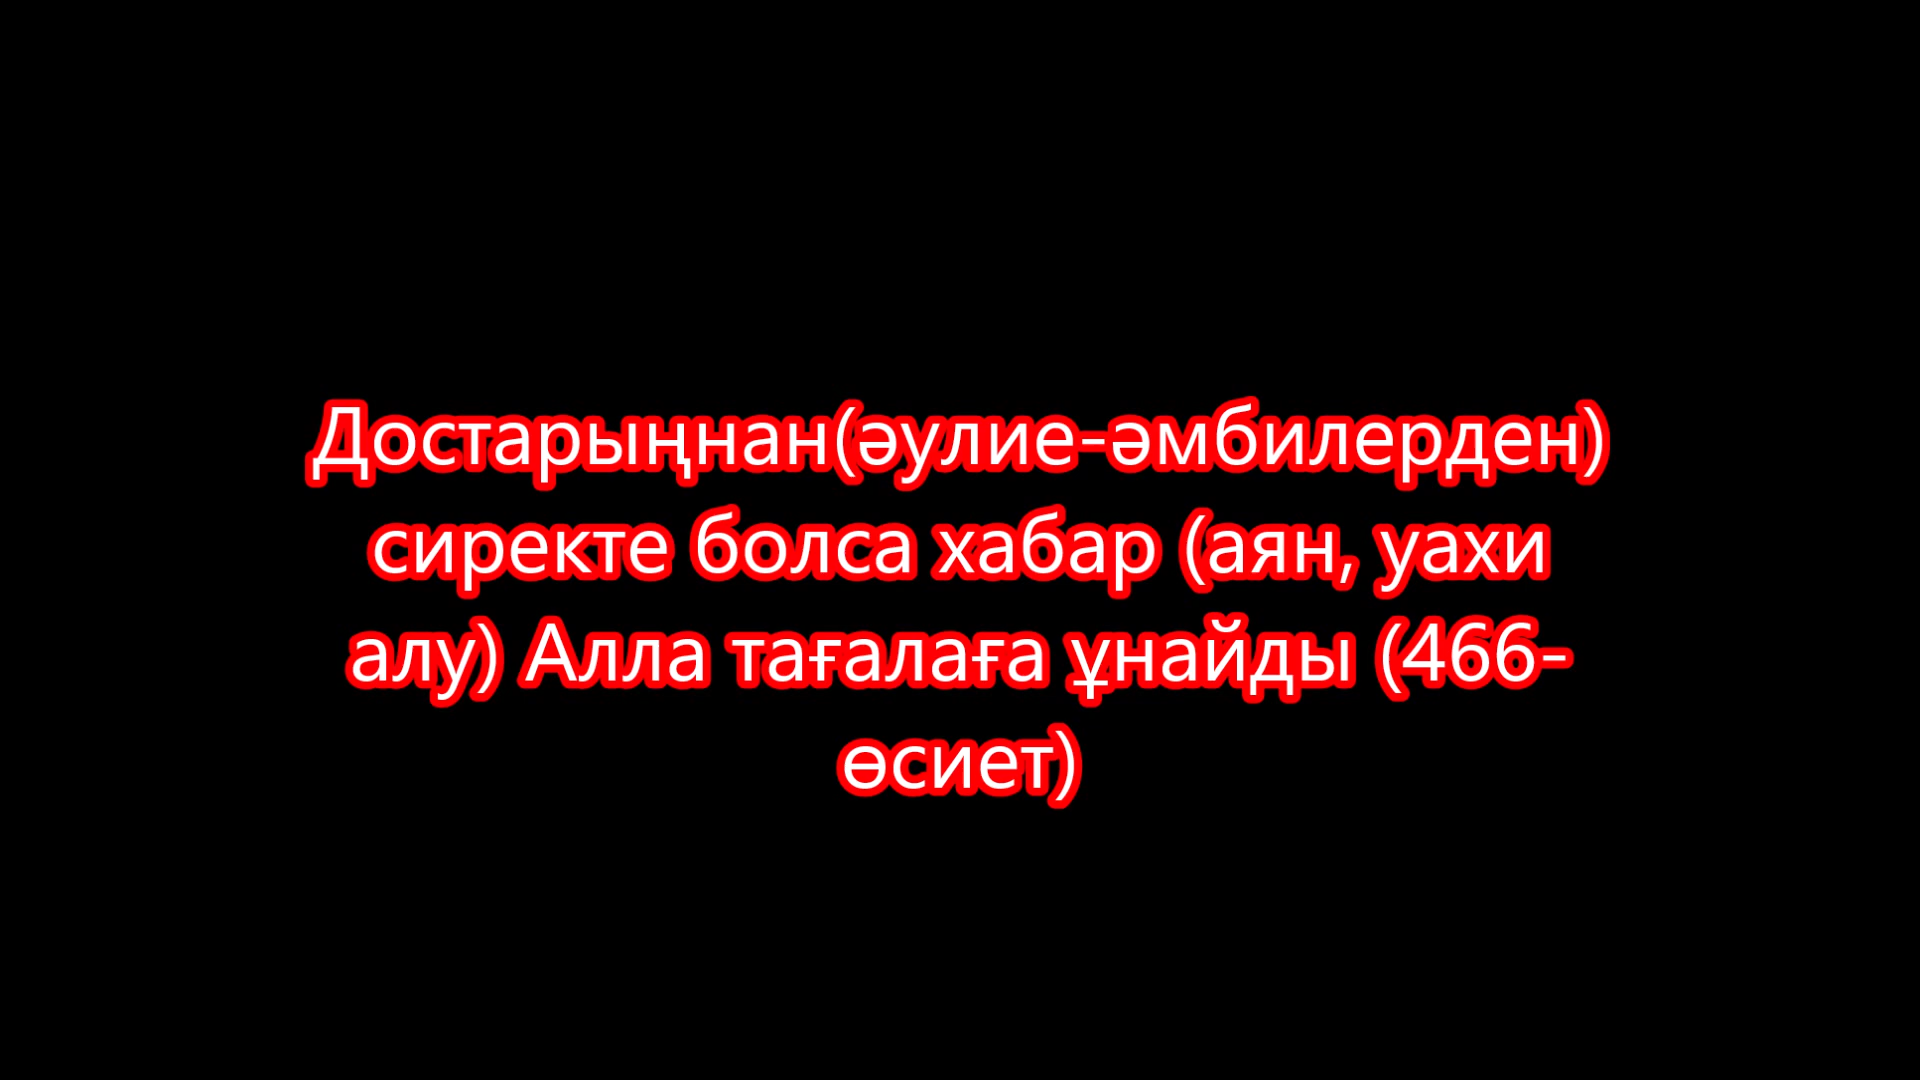 Достарыңнан(әулие-әмбилерден)
сиректе болса хабар (аян, уахи
алу) Алла тағалаға ұнайды (466-
өсиет)